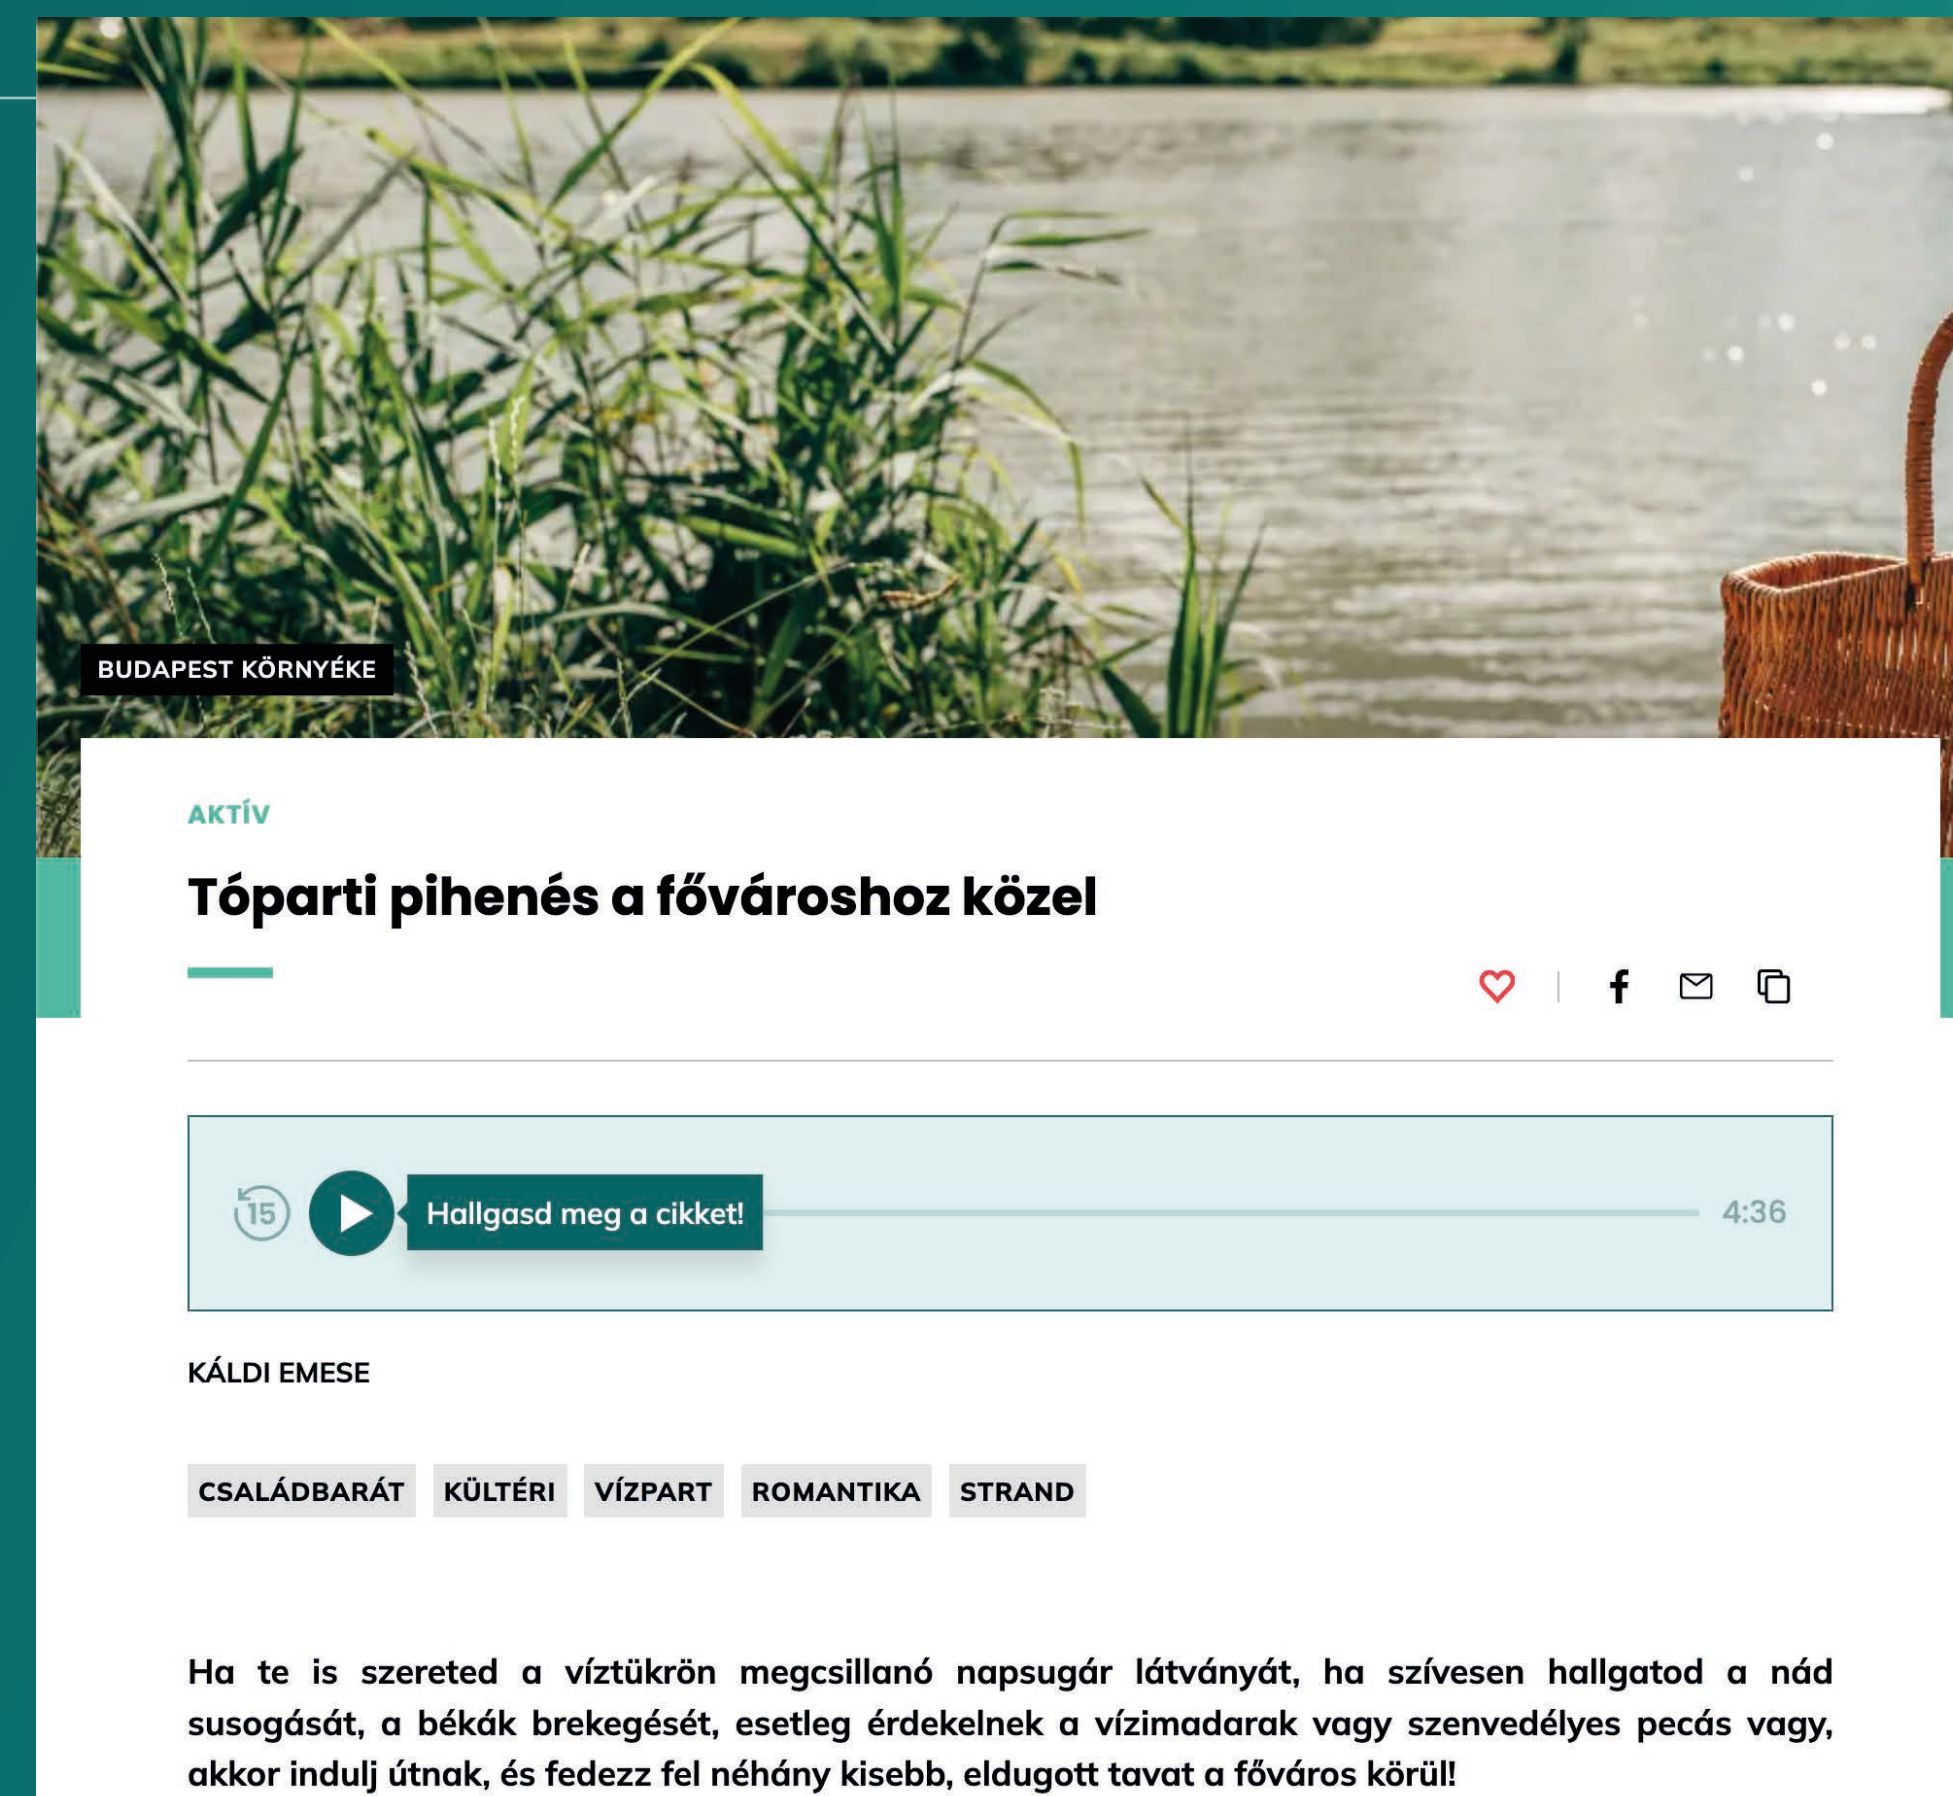 BUDAPEST KÖRNYÉKE
AKTÍV
Tóparti pihenés a fővároshoz közel
15 Hallgasd meg a cikket! 4:36
KÁLDI EMESE
CSALÁDBARÁT KÜLTÉRI VÍZPART ROMANTIKA STRAND
Ha te is szereted a víztükrön megcsillanó napsugár látványát, ha szívesen hallgatod a nád
susogását, a békák brekegését, esetleg érdekelnek a vízimadarak vagy szenvedélyes pecás vagy,
akkor indulj útnak, és fedezz fel néhány kisebb, eldugott tavat a főváros körül!